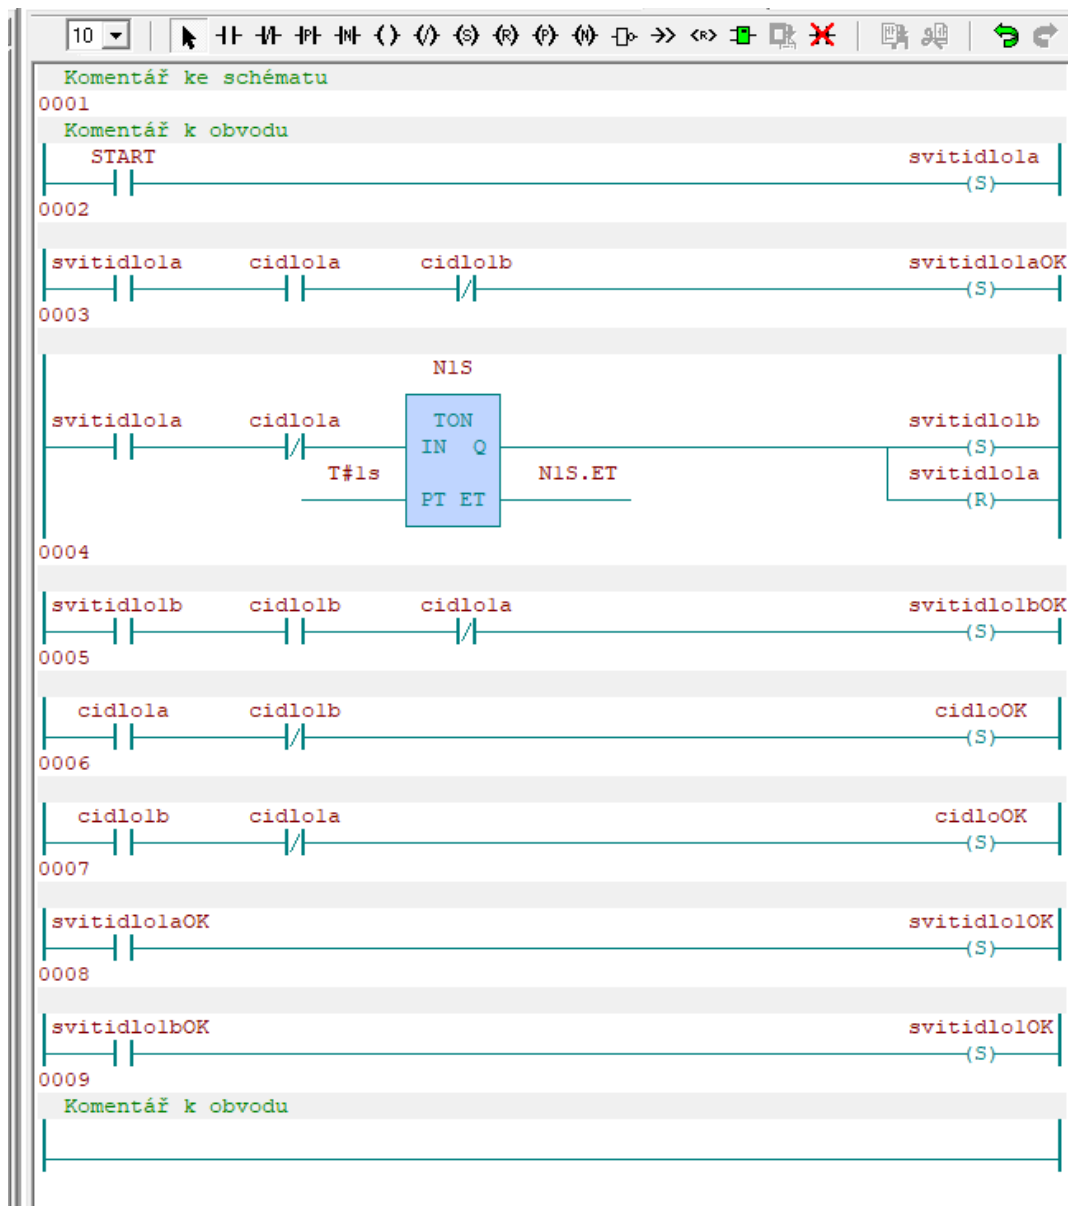 10 P N (/) (S) (R) (P) (N) <R>
Komentář ke schématu
0001
Komentář k obvodu
START svitidlo1a
(S)
0002
svitidlo1a cidlo1a cidlo1b svitidlo1aOK
(S)
0003
N1S
svitidlo1a cidlo1a TON svitidlo1b
IN Q (S)
T#1s N1S.ET svitidlo1a
PT ET (R)
0004
svitidlo1b cidlo1b cidlo1a svitidlo1bOK
(S)
0005
cidlo1a cidlo1b cidloOK
(S)
0006
cidlo1b cidlo1a cidloOK
(S)
0007
svitidlo1aOK svitidlo1OK
(S)
0008
svitidlo1bOK svitidlo1OK
(S)
0009
Komentář k obvodu